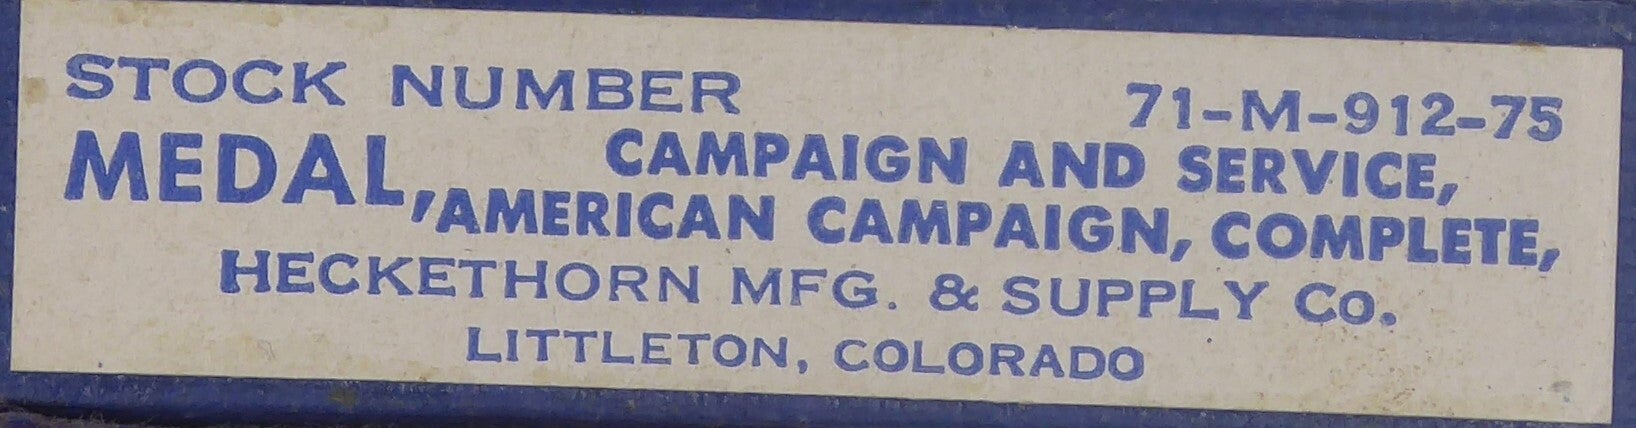 STOCK NUMBER 71-M-912-75
MEDAL, CAMPAIGN AND SERVICE,
AMERICAN CAMPAIGN, COMPLETE,
HECKETHORN MFG. & SUPPLY CO.
LITTLETON, COLORADO